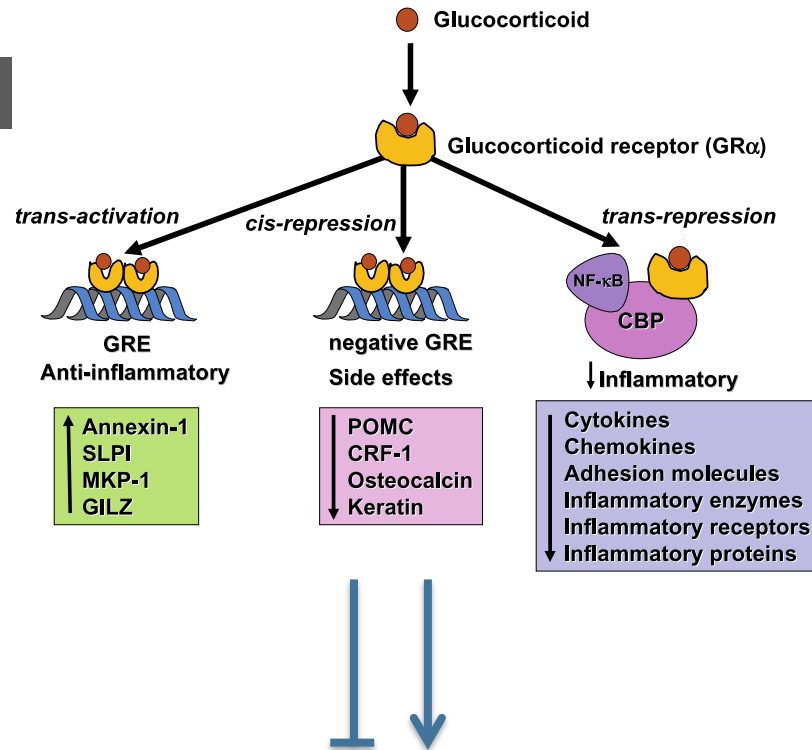 Glucocorticoid
Glucocorticoid receptor (GRα)
trans-activation
cis-repression
trans-repression
NF-κB
CBP
GRE
Anti-inflammatory
negative GRE
Side effects
Inflammatory
Annexin-1
SLPI
MKP-1
GILZ
POMC
CRF-1
Osteocalcin
Keratin
Cytokines
Chemokines
Adhesion molecules
Inflammatory enzymes
Inflammatory receptors
Inflammatory proteins